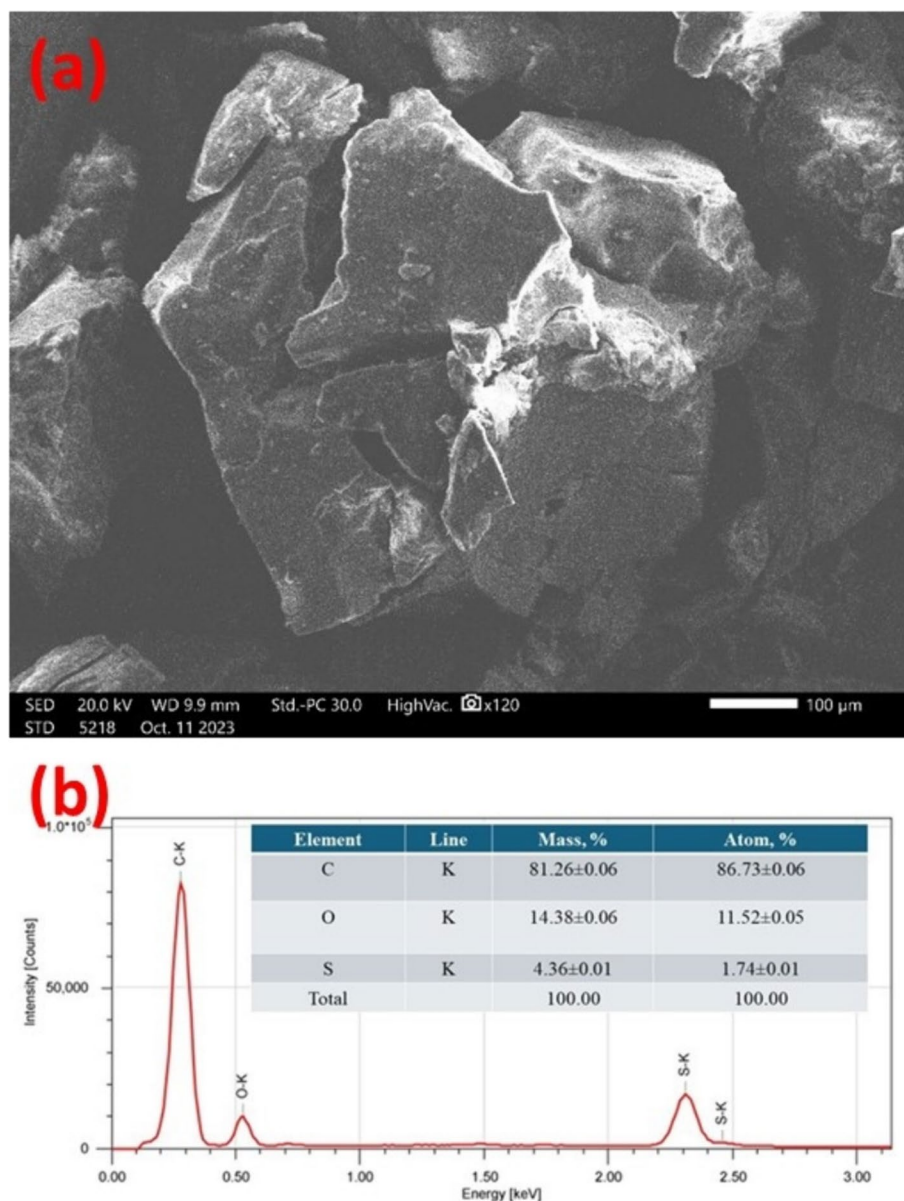 (a)
SED 20.0 kV WD 9.9 mm Std.-PC 30.0 HighVac. x120 100 µm
STD 5218 Oct. 11 2023
(b)
1.0*10⁵
50,000
0
Intensity [Counts]
C-K
O-K
S-K
S-K
Element Line Mass, % Atom, %
C K 81.26±0.06 86.73±0.06
O K 14.38±0.06 11.52±0.05
S K 4.36±0.01 1.74±0.01
Total 100.00 100.00
0.00 0.50 1.00 1.50 2.00 2.50 3.00
Energy [keV]